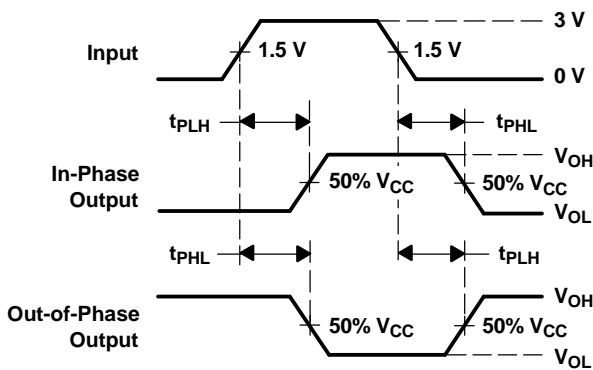 3 V
Input
1.5 V
1.5 V
0 V
tPLH
tPHL
VOH
In-Phase
Output
50% VCC
50% VCC
VOL
tPHL
tPLH
VOH
Out-of-Phase
Output
50% VCC
50% VCC
VOL